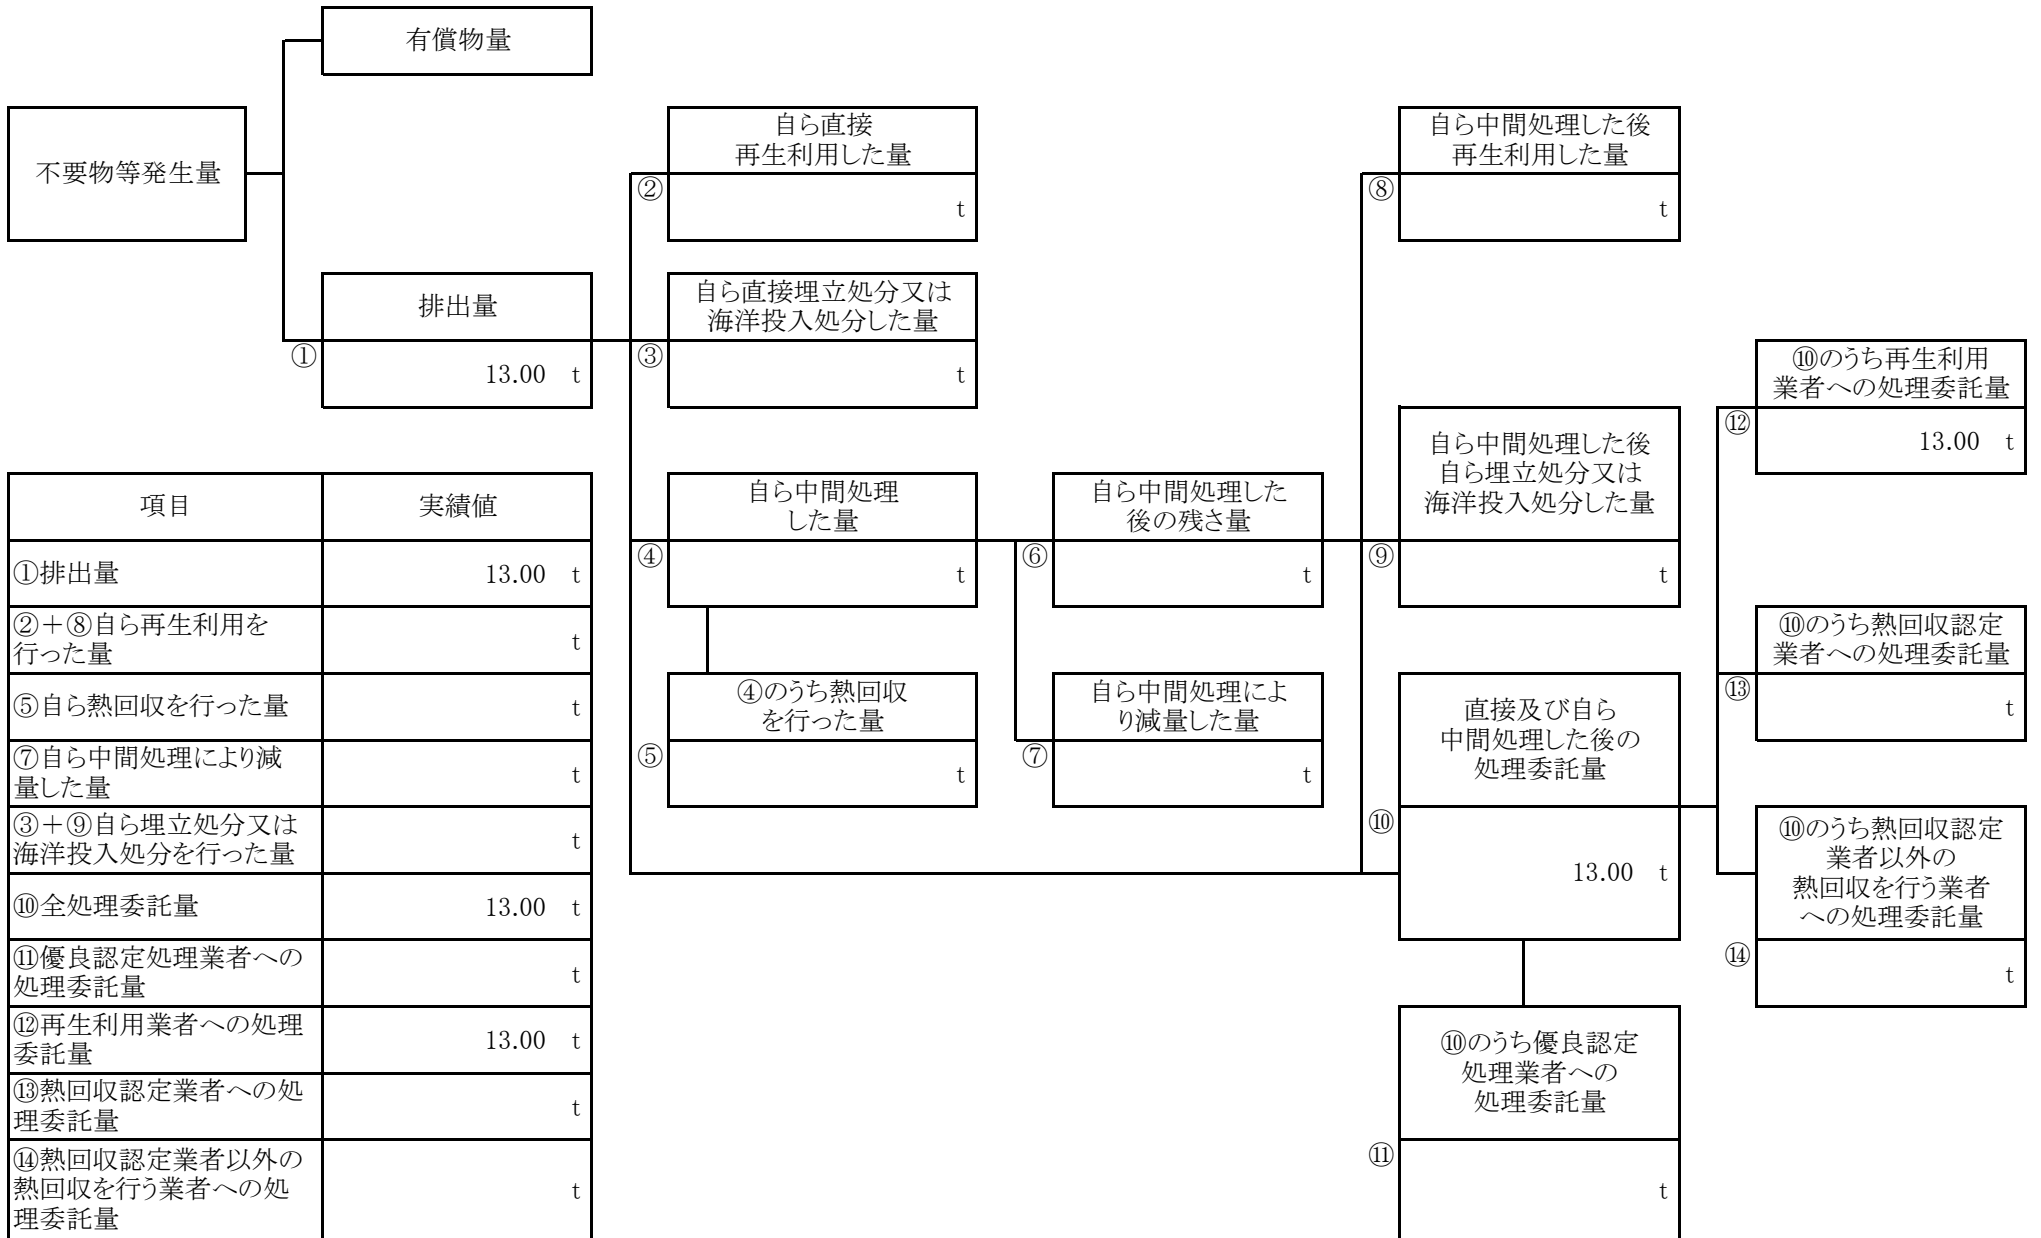 有償物量
不要物等発生量
自ら直接
再生利用した量
②
t
自ら中間処理した後
再生利用した量
⑧
t
排出量
①
13.00 t
自ら直接埋立処分又は
海洋投入処分した量
③
t
⑩のうち再生利用
業者への処理委託量
⑫
13.00 t
自ら中間処理
した量
④
t
自ら中間処理した
後の残さ量
⑥
t
自ら中間処理した後
自ら埋立処分又は
海洋投入処分した量
⑨
t
⑩のうち熱回収認定
業者への処理委託量
⑬
t
④のうち熱回収
を行った量
⑤
t
自ら中間処理によ
り減量した量
⑦
t
直接及び自ら
中間処理した後の
処理委託量
⑩
13.00 t
⑩のうち熱回収認定
業者以外の
熱回収を行う業者
への処理委託量
⑭
t
⑩のうち優良認定
処理業者への
処理委託量
⑪
t
項目 実績値
①排出量 13.00 t
②＋⑧自ら再生利用を
行った量 t
⑤自ら熱回収を行った量 t
⑦自ら中間処理により減
量した量 t
③＋⑨自ら埋立処分又は
海洋投入処分を行った量 t
⑩全処理委託量 13.00 t
⑪優良認定処理業者への
処理委託量 t
⑫再生利用業者への処理
委託量 13.00 t
⑬熱回収認定業者への処
理委託量 t
⑭熱回収認定業者以外の
熱回収を行う業者への処
理委託量 t